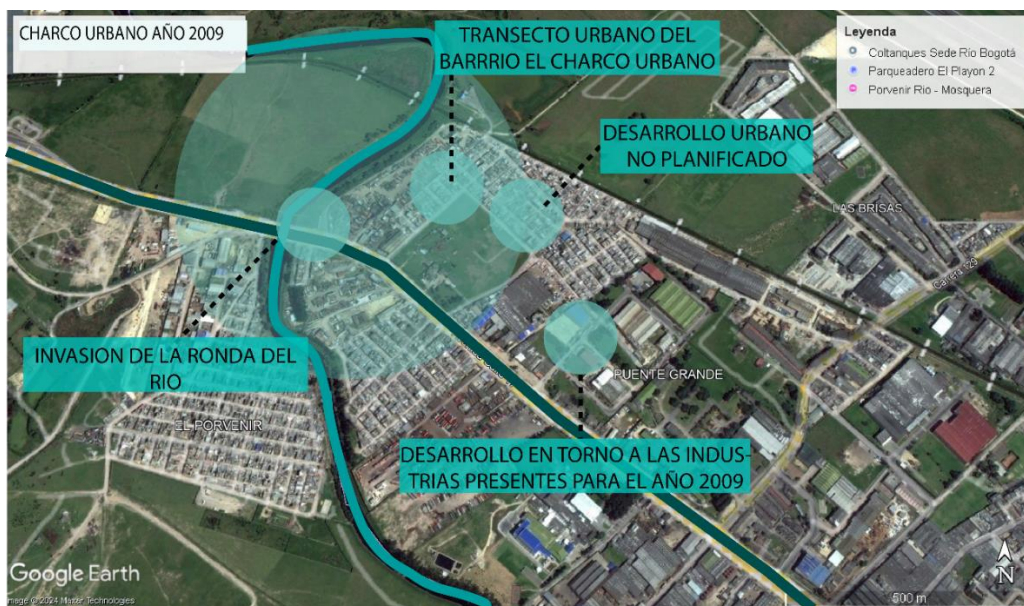 CHARCO URBANO AÑO 2009
TRANSECTO URBANO DEL
BARRRIO EL CHARCO URBANO
Leyenda
Coltanques Sede Río Bogotá
Parqueadero El Playon 2
Porvenir Rio - Mosquera
DESARROLLO URBANO
NO PLANIFICADO
LAS BRISAS
INVASION DE LA RONDA DEL
RIO
PUENTE GRANDE
EL PORVENIR
DESARROLLO EN TORNO A LAS INDUS-
TRIAS PRESENTES PARA EL AÑO 2009
Google Earth
Image © 2024 Maxar Technologies
N
500 m